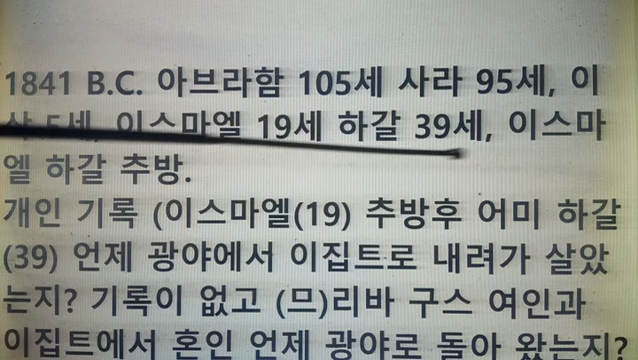 1841 B.C. 아브라함 105세 사라 95세, 이
삭 5세, 이스마엘 19세 하갈 39세, 이스마
엘 하갈 추방.
개인 기록 (이스마엘(19) 추방후 어미 하갈
(39) 언제 광야에서 이집트로 내려가 살았
는지? 기록이 없고 (므)리바 구스 여인과
이집트에서 혼인 언제 광야로 돌아 왔는지?